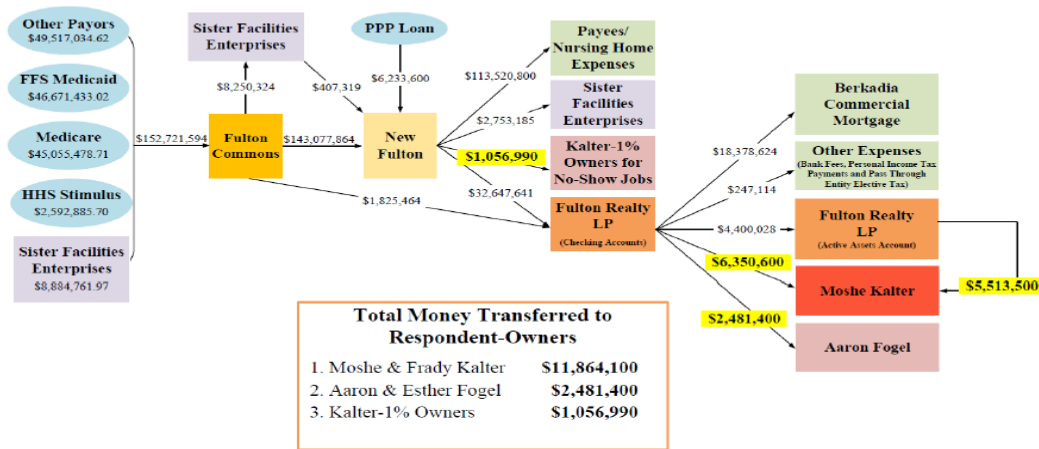 Other Payors
$49,517,034.62
FFS Medicaid
$46,671,433.02
Medicare
$45,055,478.71
HHS Stimulus
$2,592,885.70
Sister Facilities
Enterprises
$8,884,761.97
$152,721,594
Sister Facilities
Enterprises
$8,250,324
$407,319
Fulton
Commons
$143,077,864
$1,825,464
PPP Loan
$6,233,600
New
Fulton
$113,520,800
$2,753,185
$1,056,990
$32,647,641
Payees/
Nursing Home
Expenses
Sister
Facilities
Enterprises
Kalter-1%
Owners for
No-Show Jobs
Fulton Realty
LP
(Checking Accounts)
$18,378,624
$247,114
$4,400,028
$6,350,600
$2,481,400
Berkadia
Commercial
Mortgage
Other Expenses
(Bank Fees, Personal Income Tax
Payments and Pass Through
Entity Elective Tax)
Fulton Realty
LP
(Active Assets Account)
$5,513,500
Moshe Kalter
Aaron Fogel
Total Money Transferred to
Respondent-Owners
1. Moshe & Frady Kalter $11,864,100
2. Aaron & Esther Fogel $2,481,400
3. Kalter-1% Owners $1,056,990